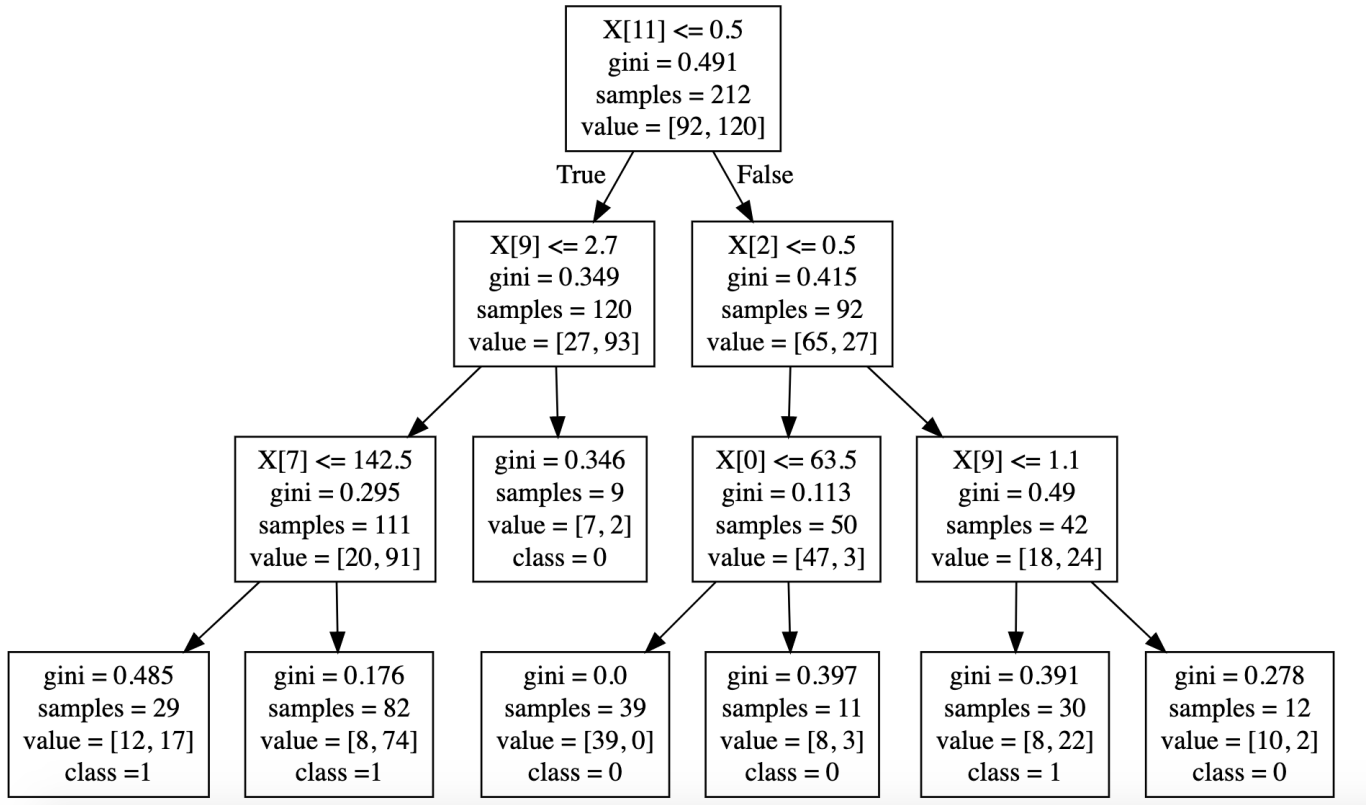 X[11] <= 0.5
gini = 0.491
samples = 212
value = [92, 120]
True
False
X[9] <= 2.7
gini = 0.349
samples = 120
value = [27, 93]
X[2] <= 0.5
gini = 0.415
samples = 92
value = [65, 27]
X[7] <= 142.5
gini = 0.295
samples = 111
value = [20, 91]
gini = 0.346
samples = 9
value = [7, 2]
class = 0
X[0] <= 63.5
gini = 0.113
samples = 50
value = [47, 3]
X[9] <= 1.1
gini = 0.49
samples = 42
value = [18, 24]
gini = 0.485
samples = 29
value = [12, 17]
class =1
gini = 0.176
samples = 82
value = [8, 74]
class =1
gini = 0.0
samples = 39
value = [39, 0]
class = 0
gini = 0.397
samples = 11
value = [8, 3]
class = 0
gini = 0.391
samples = 30
value = [8, 22]
class = 1
gini = 0.278
samples = 12
value = [10, 2]
class = 0